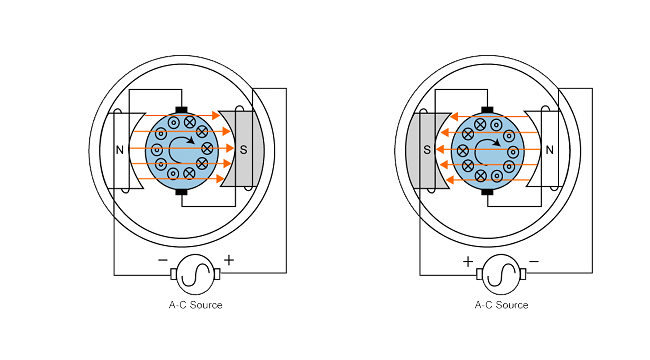 N
S
− +
A-C Source
S
N
+ −
A-C Source